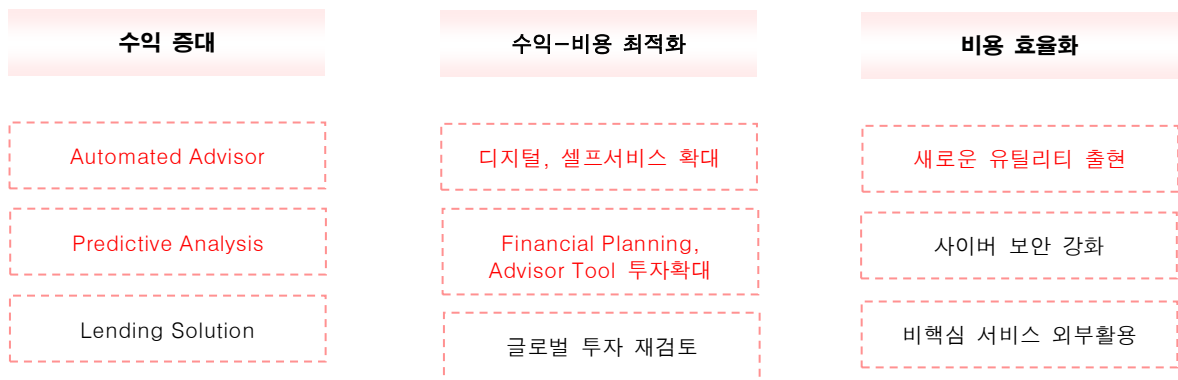 수익 증대
Automated Advisor
Predictive Analysis
Lending Solution
수익-비용 최적화
디지털, 셀프서비스 확대
Financial Planning,
Advisor Tool 투자확대
글로벌 투자 재검토
비용 효율화
새로운 유틸리티 출현
사이버 보안 강화
비핵심 서비스 외부활용